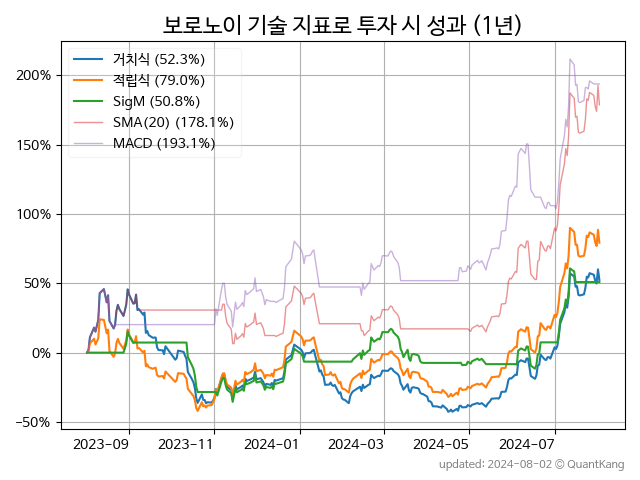 보로노이 기술 지표로 투자 시 성과 (1년)
거치식 (52.3%)
적립식 (79.0%)
SigM (50.8%)
SMA(20) (178.1%)
MACD (193.1%)
200%
150%
100%
50%
0%
−50%
2023-09 2023-11 2024-01 2024-03 2024-05 2024-07
updated: 2024-08-02 © QuantKang